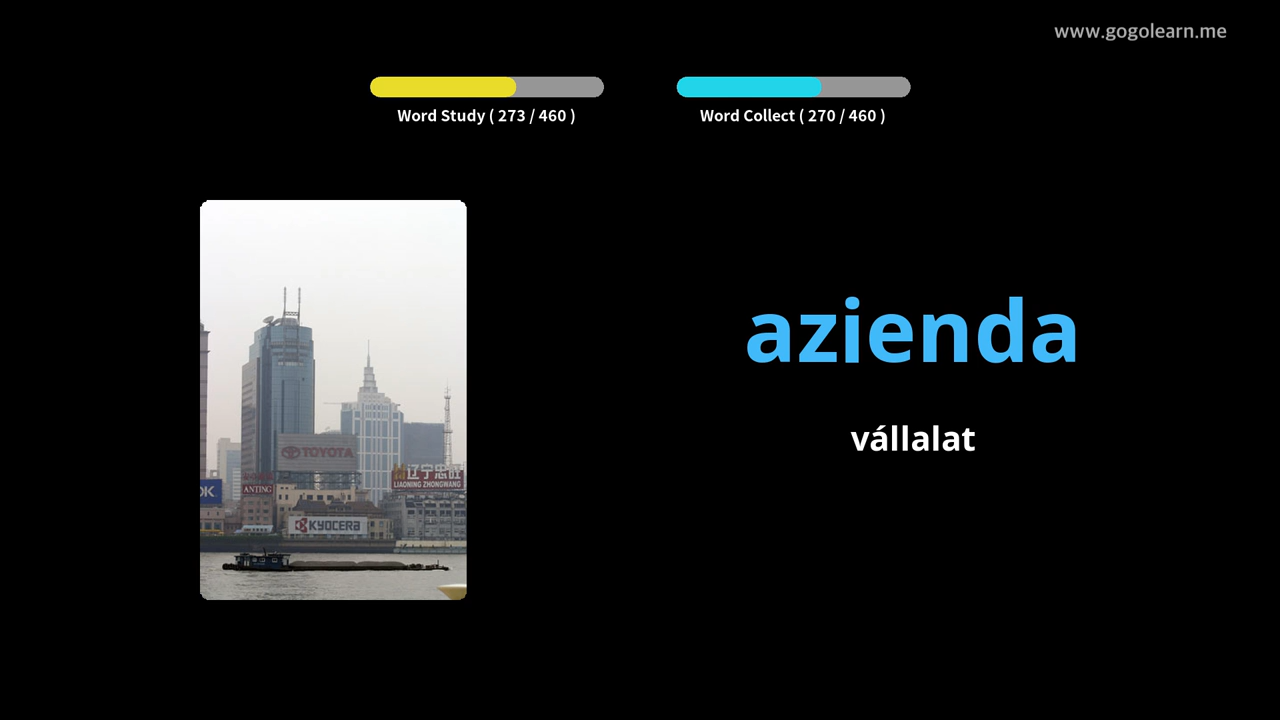 www.gogolearn.me
Word Study ( 273 / 460 )
Word Collect ( 270 / 460 )
azienda
vállalat
TOYOTA
辽宁忠旺
LIAONING ZHONGWANG
OK
ANTING
KYOCERA